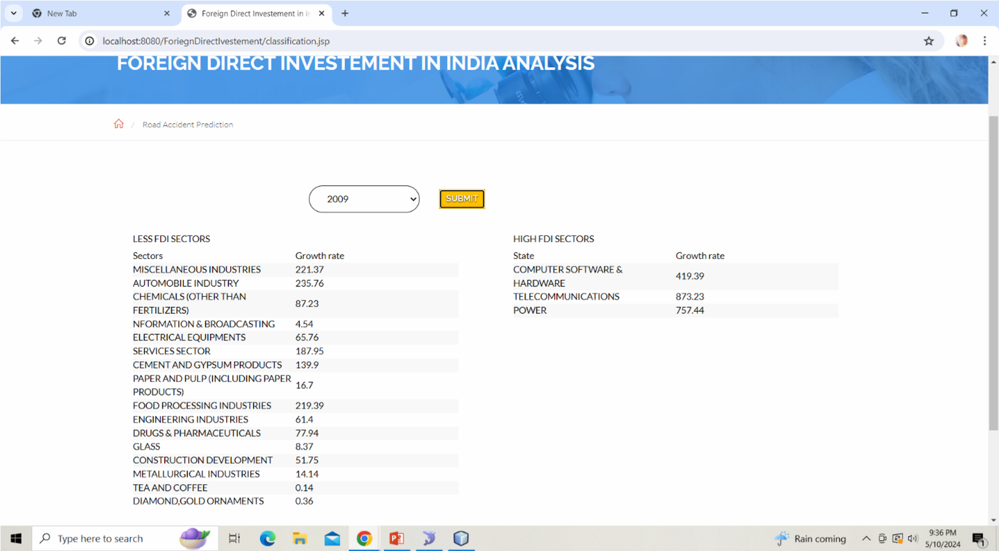 New Tab
Foreign Direct Investement in in
localhost:8080/ForiegnDirectIvestement/classification.jsp
FOREIGN DIRECT INVESTEMENT IN INDIA ANALYSIS
/ Road Accident Prediction
2009 SUBMIT
LESS FDI SECTORS
Sectors Growth rate
MISCELLANEOUS INDUSTRIES 221.37
AUTOMOBILE INDUSTRY 235.76
CHEMICALS (OTHER THAN
FERTILIZERS) 87.23
NFORMATION & BROADCASTING 4.54
ELECTRICAL EQUIPMENTS 65.76
SERVICES SECTOR 187.95
CEMENT AND GYPSUM PRODUCTS 139.9
PAPER AND PULP (INCLUDING PAPER
PRODUCTS) 16.7
FOOD PROCESSING INDUSTRIES 219.39
ENGINEERING INDUSTRIES 61.4
DRUGS & PHARMACEUTICALS 77.94
GLASS 8.37
CONSTRUCTION DEVELOPMENT 51.75
METALLURGICAL INDUSTRIES 14.14
TEA AND COFFEE 0.14
DIAMOND,GOLD ORNAMENTS 0.36
HIGH FDI SECTORS
State Growth rate
COMPUTER SOFTWARE &
HARDWARE 419.39
TELECOMMUNICATIONS 873.23
POWER 757.44
Type here to search
Rain coming
9:36 PM
5/10/2024
1